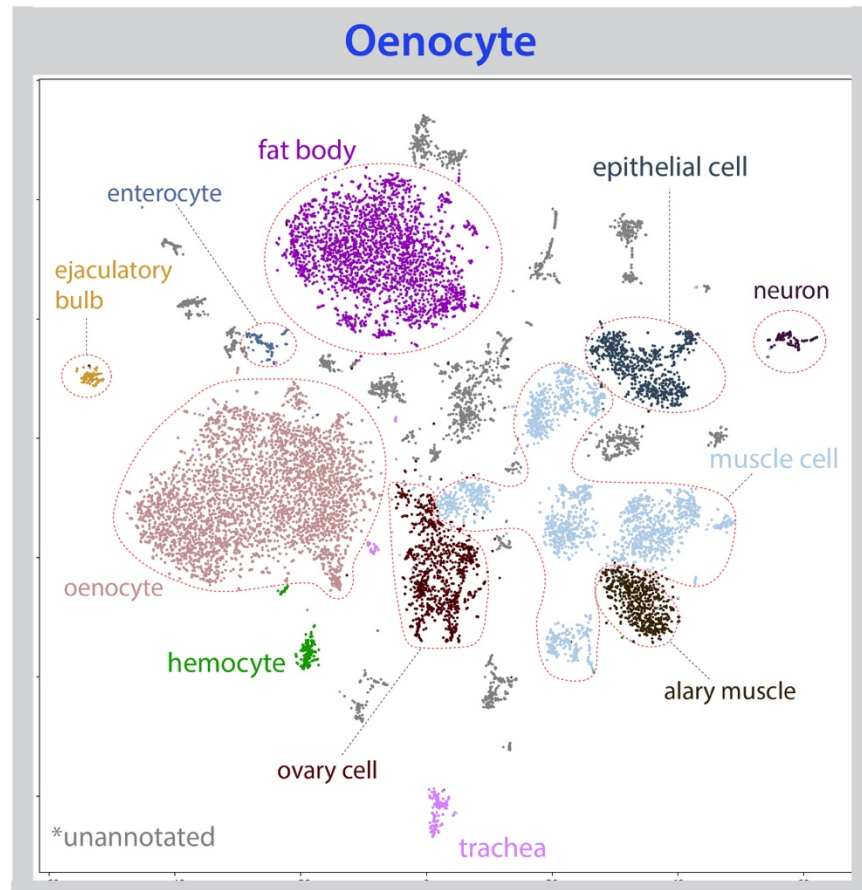 Oenocyte
fat body
epithelial cell
enterocyte
ejaculatory
bulb
neuron
muscle cell
oenocyte
hemocyte
alary muscle
ovary cell
*unannotated
trachea